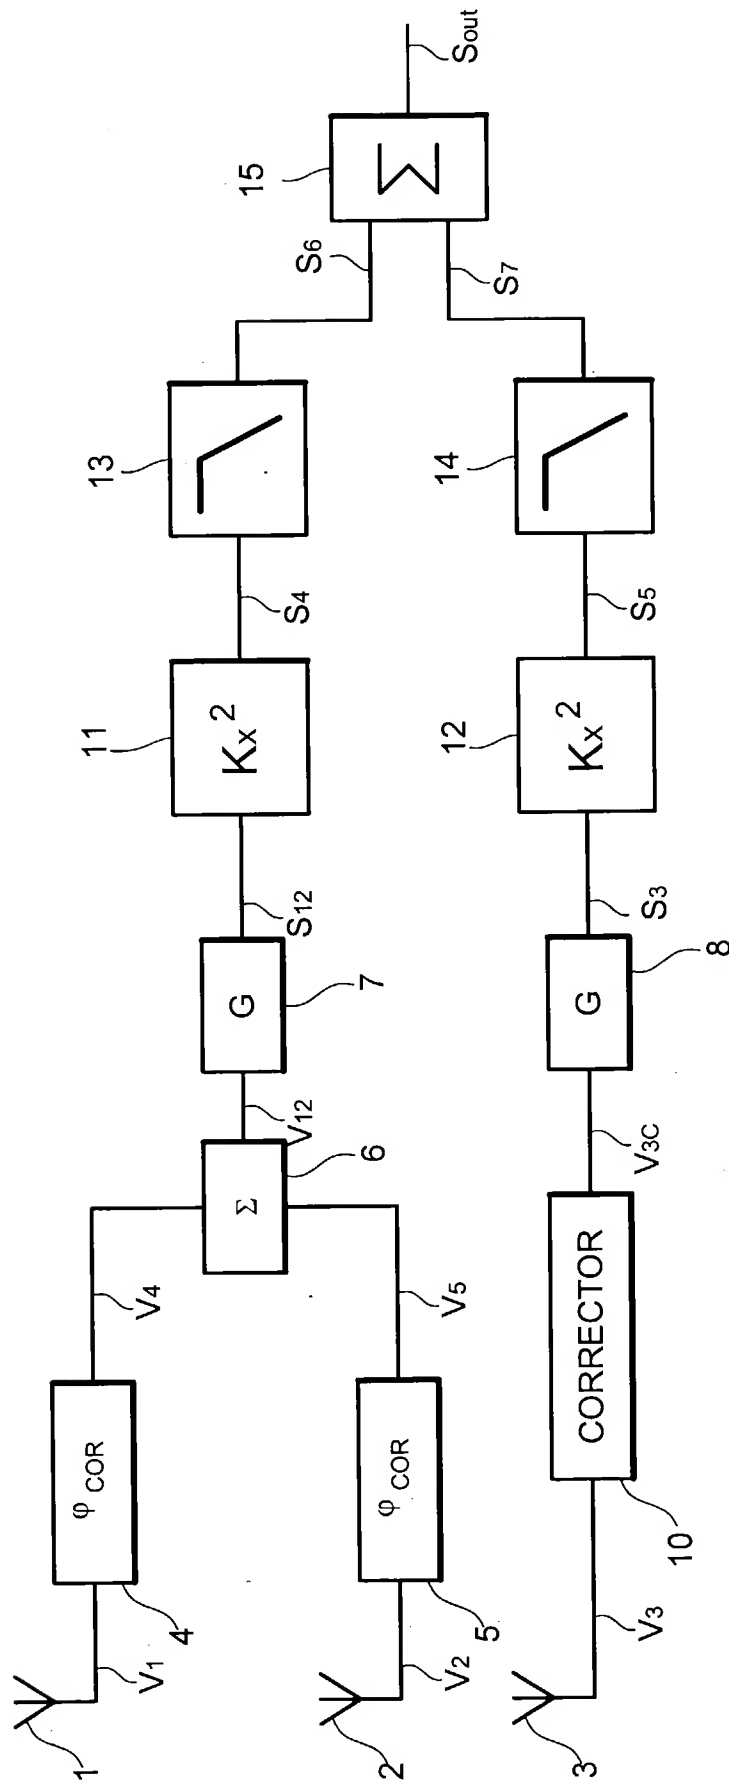 1
V1
4
φCOR
V4
2
V2
5
φCOR
V5
6
Σ
V12
7
G
S12
11
Kx²
S4
13
S6
3
V3
10
CORRECTOR
V3C
8
G
S3
12
Kx²
S5
14
S7
15
Σ
Sout